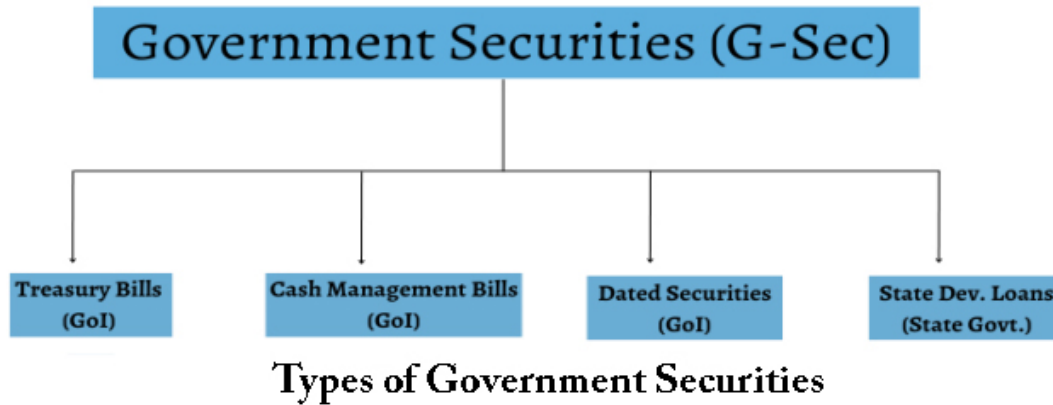 Government Securities (G-Sec)
Treasury Bills
(GoI)
Cash Management Bills
(GoI)
Dated Securities
(GoI)
State Dev. Loans
(State Govt.)
Types of Government Securities